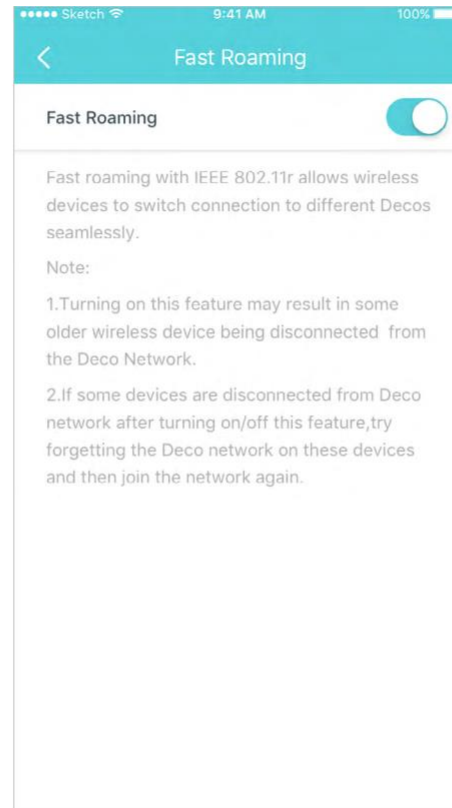 Sketch 9:41 AM 100%
Fast Roaming
Fast Roaming
Fast roaming with IEEE 802.11r allows wireless
devices to switch connection to different Decos
seamlessly.
Note:
1.Turning on this feature may result in some
older wireless device being disconnected from
the Deco Network.
2.If some devices are disconnected from Deco
network after turning on/off this feature,try
forgetting the Deco network on these devices
and then join the network again.